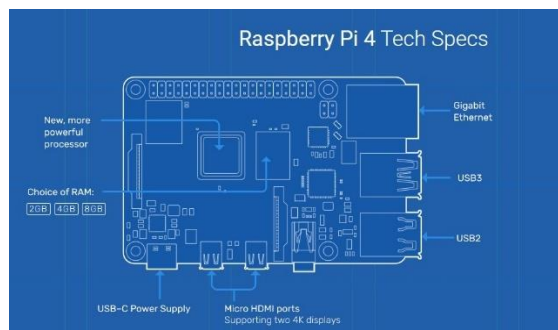 Raspberry Pi 4 Tech Specs
New, more
powerful
processor
Gigabit
Ethernet
Choice of RAM:
2GB 4GB 8GB
USB3
USB2
USB-C Power Supply
Micro HDMI ports
Supporting two 4K displays